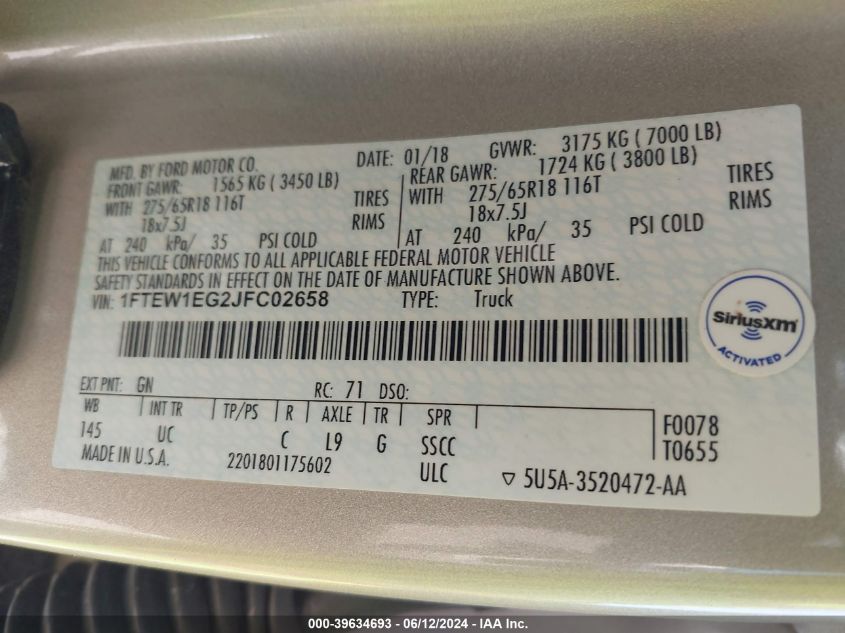 MFD. BY FORD MOTOR CO. DATE: 01/18 GVWR: 3175 KG ( 7000 LB)
FRONT GAWR: 1565 KG ( 3450 LB) REAR GAWR: 1724 KG ( 3800 LB)
WITH 275/65R18 116T TIRES WITH 275/65R18 116T TIRES
18x7.5J RIMS 18x7.5J RIMS
AT 240 kPa/ 35 PSI COLD AT 240 kPa/ 35 PSI COLD
THIS VEHICLE CONFORMS TO ALL APPLICABLE FEDERAL MOTOR VEHICLE
SAFETY STANDARDS IN EFFECT ON THE DATE OF MANUFACTURE SHOWN ABOVE.
VIN: 1FTEW1EG2JFC02658 TYPE: Truck
SiriusXm
ACTIVATED
EXT PNT: GN RC: 71 DSO:
WB INT TR TP/PS R AXLE TR SPR
145 UC C L9 G SSCC F0078
MADE IN U.S.A. 2201801175602 ULC T0655
▽ 5U5A-3520472-AA
000-39634693 - 06/12/2024 - IAA Inc.